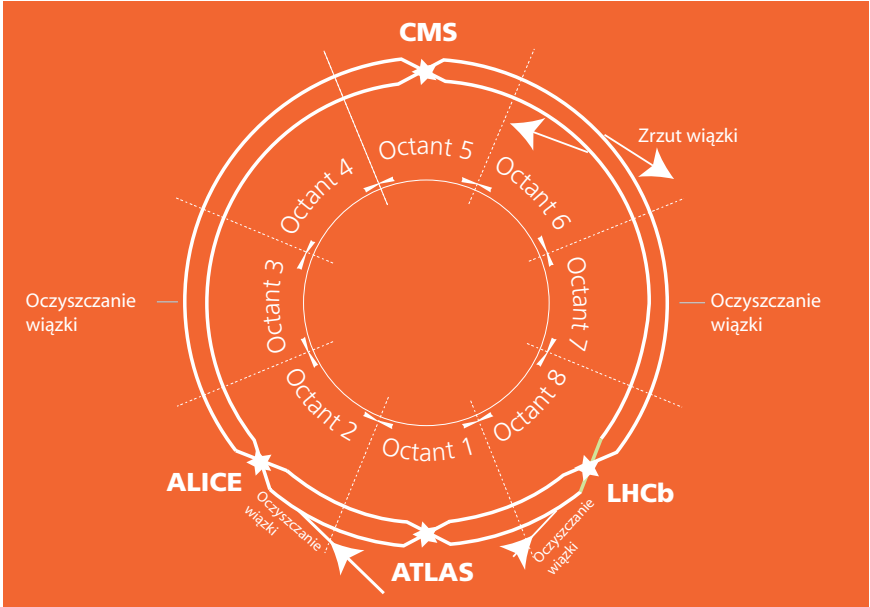 CMS
Zrzut wiązki
Octant 5
Octant 4
Octant 6
Octant 3
Octant 7
Oczyszczanie
wiązki
Oczyszczanie
wiązki
Octant 2
Octant 8
Octant 1
ALICE
LHCb
Oczyszczanie
wiązki
Oczyszczanie
wiązki
ATLAS